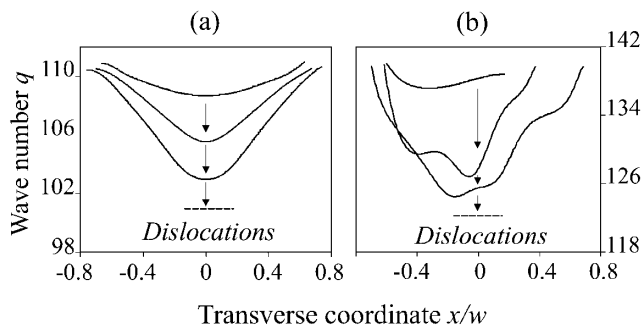 (a) (b)
Wave number q
110
106
102
98
142
134
126
118
Dislocations
Dislocations
-0.8 -0.4 0 0.4 0.8
-0.4 0 0.4 0.8
Transverse coordinate x/w